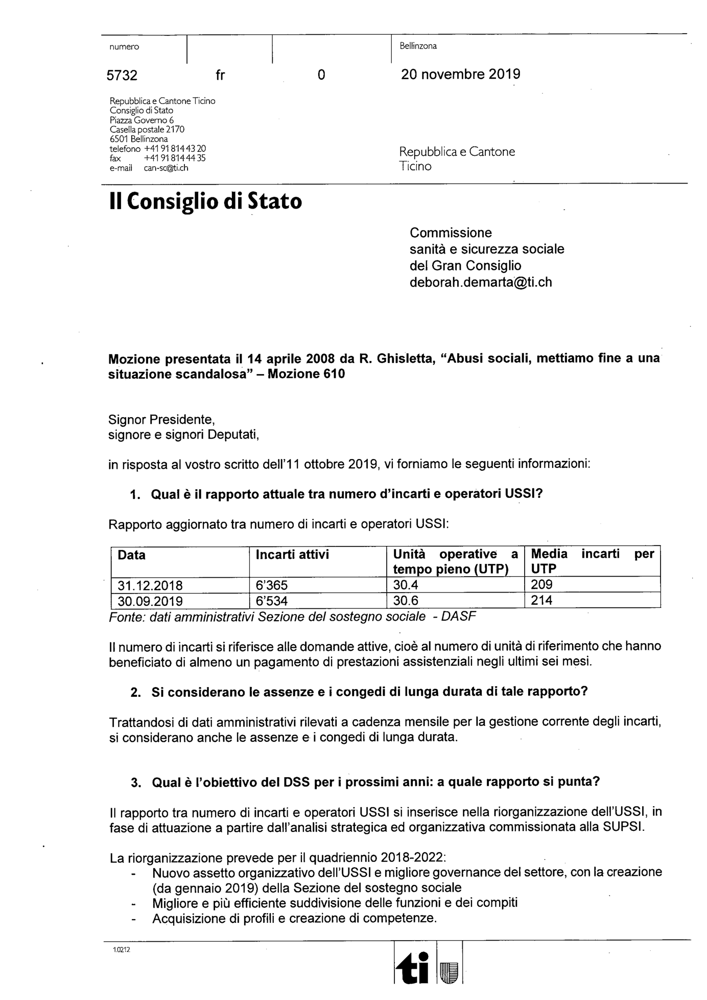 numero
Bellinzona
5732 fr 0 20 novembre 2019
Repubblica e Cantone Ticino
Consiglio di Stato
Piazza Governo 6
Casella postale 2170
6501 Bellinzona
telefono +41 91 814 43 20
fax +41 91 814 44 35
e-mail can-sc@ti.ch
Repubblica e Cantone
Ticino
Il Consiglio di Stato
Commissione
sanità e sicurezza sociale
del Gran Consiglio
deborah.demarta@ti.ch
Mozione presentata il 14 aprile 2008 da R. Ghisletta, “Abusi sociali, mettiamo fine a una
situazione scandalosa” – Mozione 610
Signor Presidente,
signore e signori Deputati,
in risposta al vostro scritto dell’11 ottobre 2019, vi forniamo le seguenti informazioni:
1. Qual è il rapporto attuale tra numero d’incarti e operatori USSI?
Rapporto aggiornato tra numero di incarti e operatori USSI:
Data Incarti attivi Unità operative a Media incarti per
tempo pieno (UTP) UTP
31.12.2018 6’365 30.4 209
30.09.2019 6’534 30.6 214
Fonte: dati amministrativi Sezione del sostegno sociale - DASF
Il numero di incarti si riferisce alle domande attive, cioè al numero di unità di riferimento che hanno
beneficiato di almeno un pagamento di prestazioni assistenziali negli ultimi sei mesi.
2. Si considerano le assenze e i congedi di lunga durata di tale rapporto?
Trattandosi di dati amministrativi rilevati a cadenza mensile per la gestione corrente degli incarti,
si considerano anche le assenze e i congedi di lunga durata.
3. Qual è l’obiettivo del DSS per i prossimi anni: a quale rapporto si punta?
Il rapporto tra numero di incarti e operatori USSI si inserisce nella riorganizzazione dell’USSI, in
fase di attuazione a partire dall’analisi strategica ed organizzativa commissionata alla SUPSI.
La riorganizzazione prevede per il quadriennio 2018-2022:
- Nuovo assetto organizzativo dell’USSI e migliore governance del settore, con la creazione
(da gennaio 2019) della Sezione del sostegno sociale
- Migliore e più efficiente suddivisione delle funzioni e dei compiti
- Acquisizione di profili e creazione di competenze.
1.0212
ti